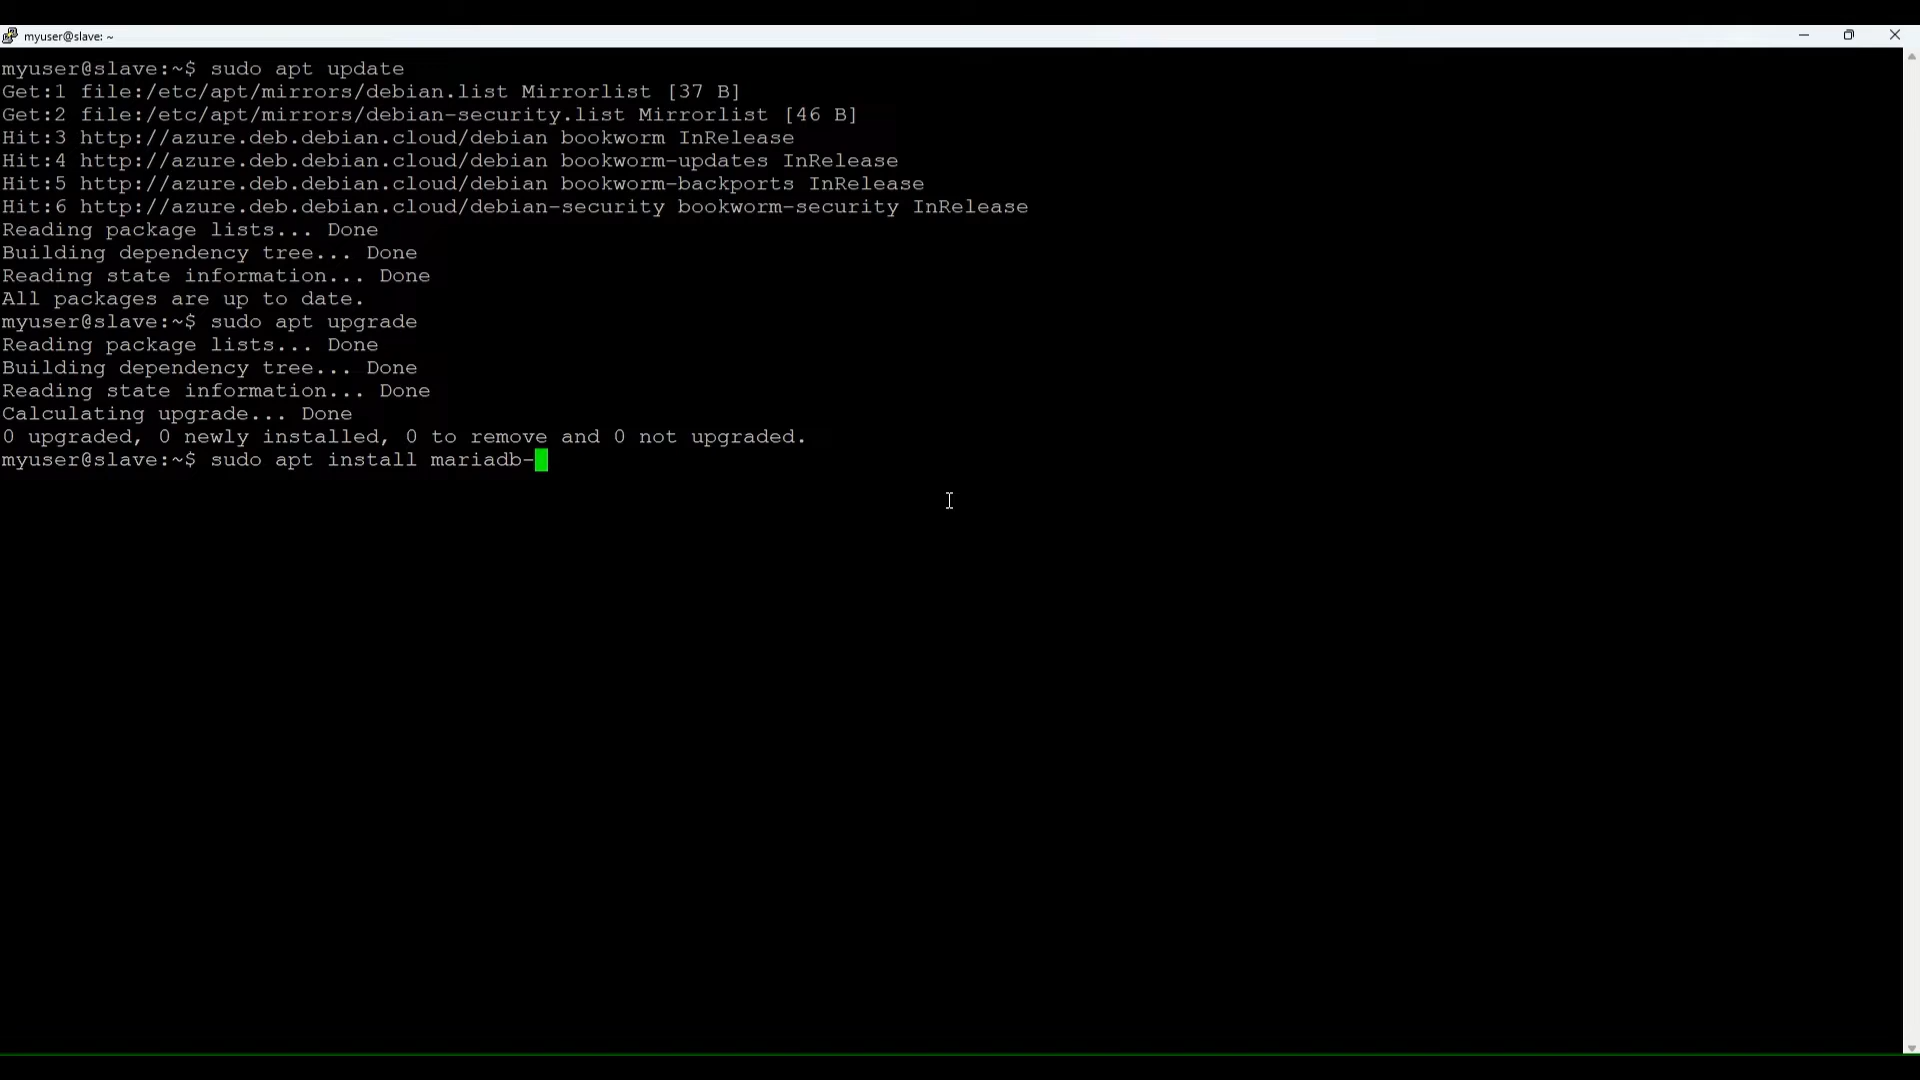 myuser@slave: ~
myuser@slave:~$ sudo apt update
Get:1 file:/etc/apt/mirrors/debian.list Mirrorlist [37 B]
Get:2 file:/etc/apt/mirrors/debian-security.list Mirrorlist [46 B]
Hit:3 http://azure.deb.debian.cloud/debian bookworm InRelease
Hit:4 http://azure.deb.debian.cloud/debian bookworm-updates InRelease
Hit:5 http://azure.deb.debian.cloud/debian bookworm-backports InRelease
Hit:6 http://azure.deb.debian.cloud/debian-security bookworm-security InRelease
Reading package lists... Done
Building dependency tree... Done
Reading state information... Done
All packages are up to date.
myuser@slave:~$ sudo apt upgrade
Reading package lists... Done
Building dependency tree... Done
Reading state information... Done
Calculating upgrade... Done
0 upgraded, 0 newly installed, 0 to remove and 0 not upgraded.
myuser@slave:~$ sudo apt install mariadb-